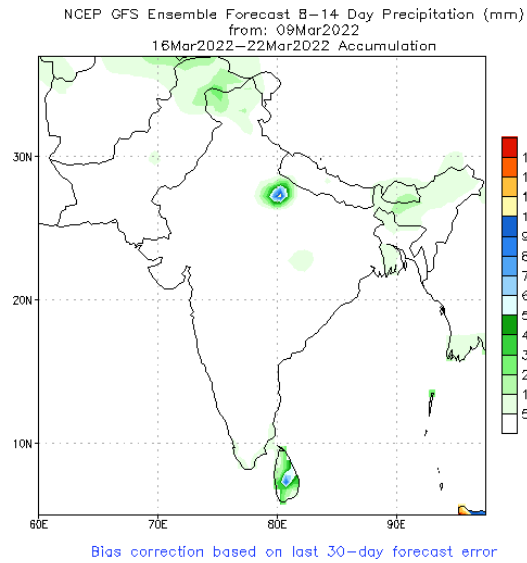 NCEP GFS Ensemble Forecast 8–14 Day Precipitation (mm)
from: 09Mar2022
16Mar2022–22Mar2022 Accumulation
30N
20N
10N
60E 70E 80E 90E
Bias correction based on last 30–day forecast error